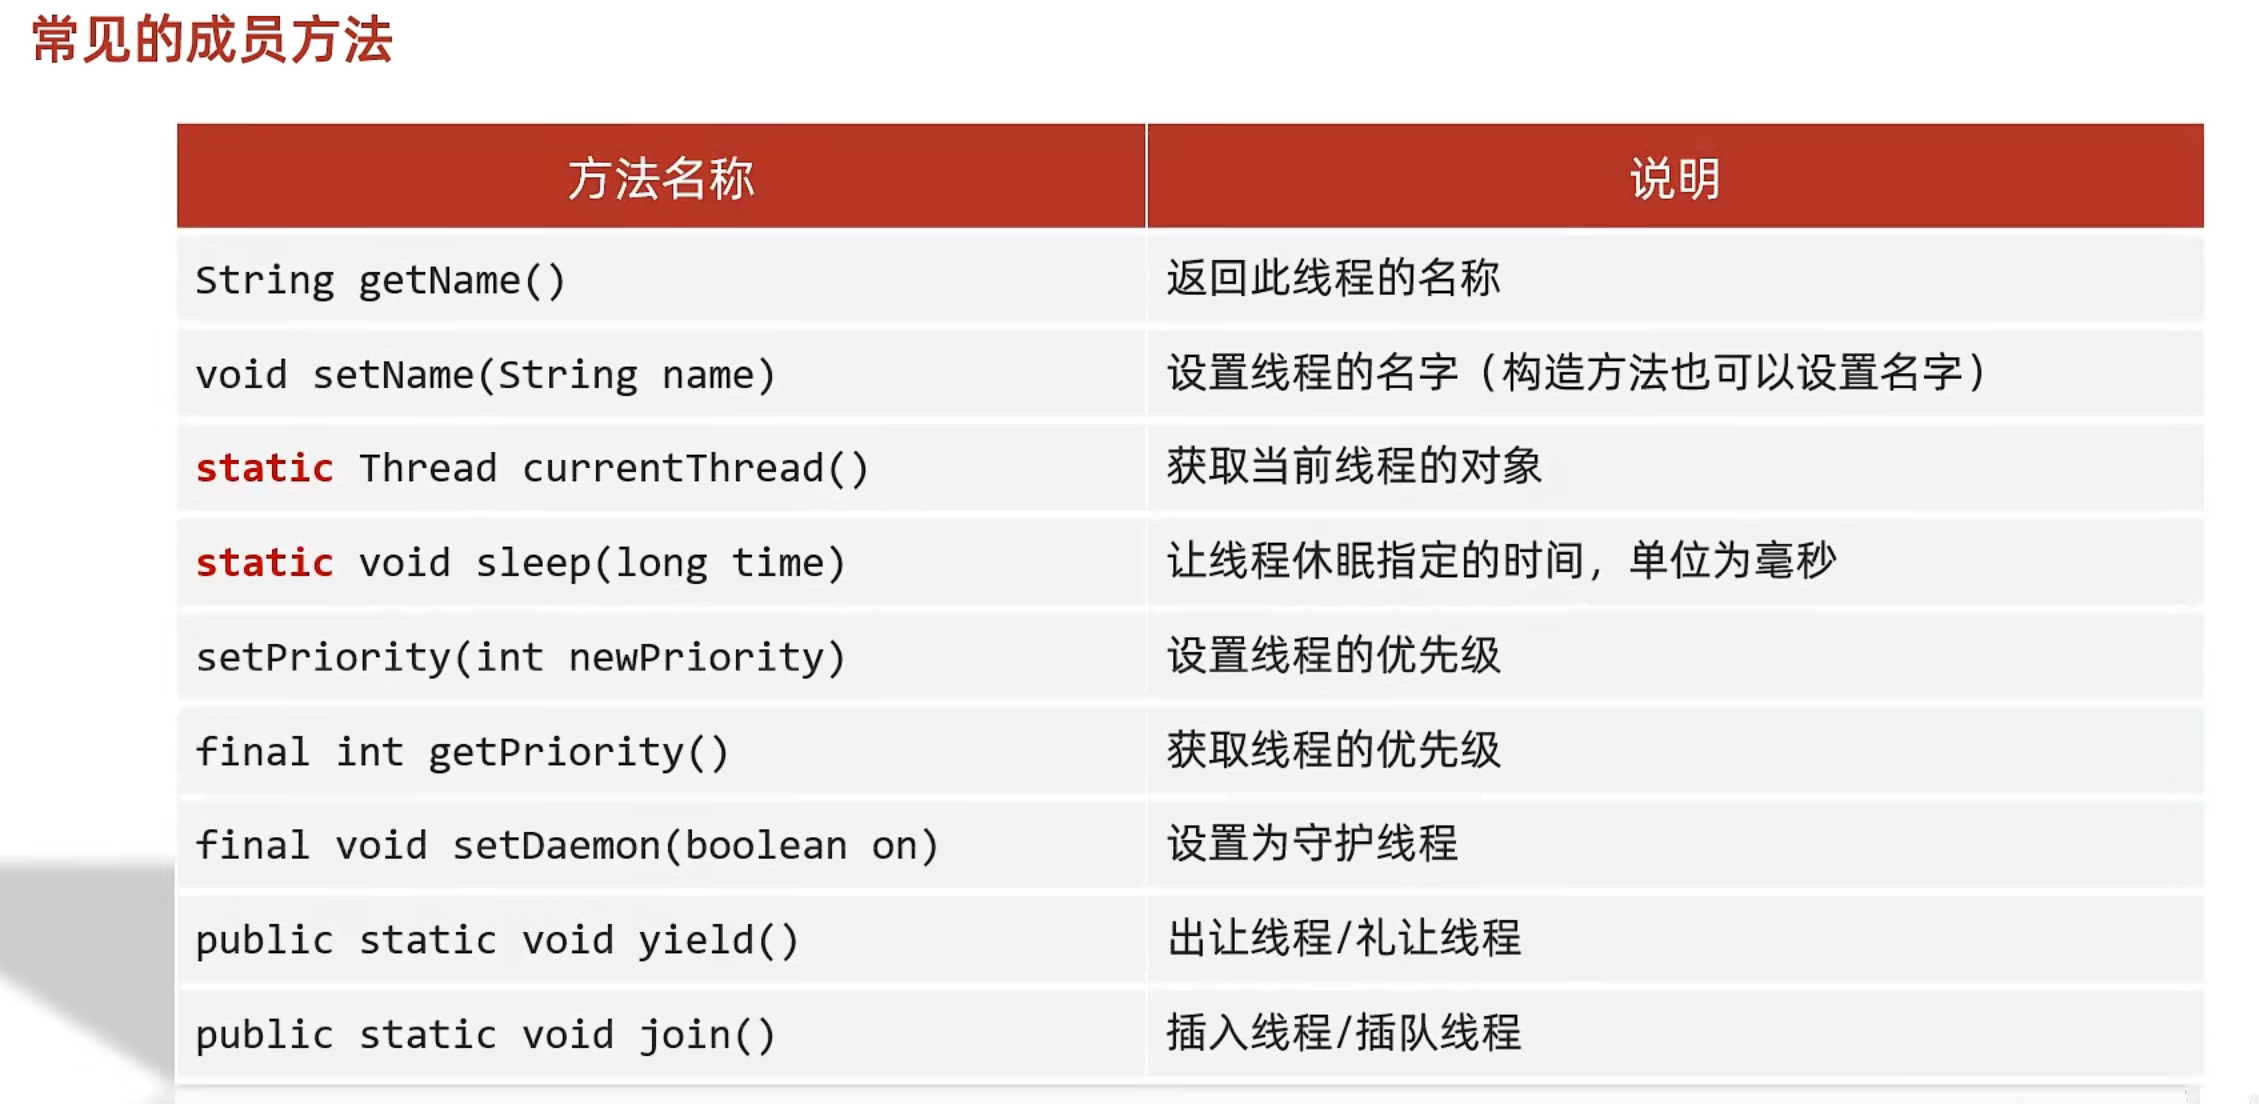 常见的成员方法
方法名称 说明
String getName() 返回此线程的名称
void setName(String name) 设置线程的名字（构造方法也可以设置名字）
static Thread currentThread() 获取当前线程的对象
static void sleep(long time) 让线程休眠指定的时间，单位为毫秒
setPriority(int newPriority) 设置线程的优先级
final int getPriority() 获取线程的优先级
final void setDaemon(boolean on) 设置为守护线程
public static void yield() 出让线程/礼让线程
public static void join() 插入线程/插队线程